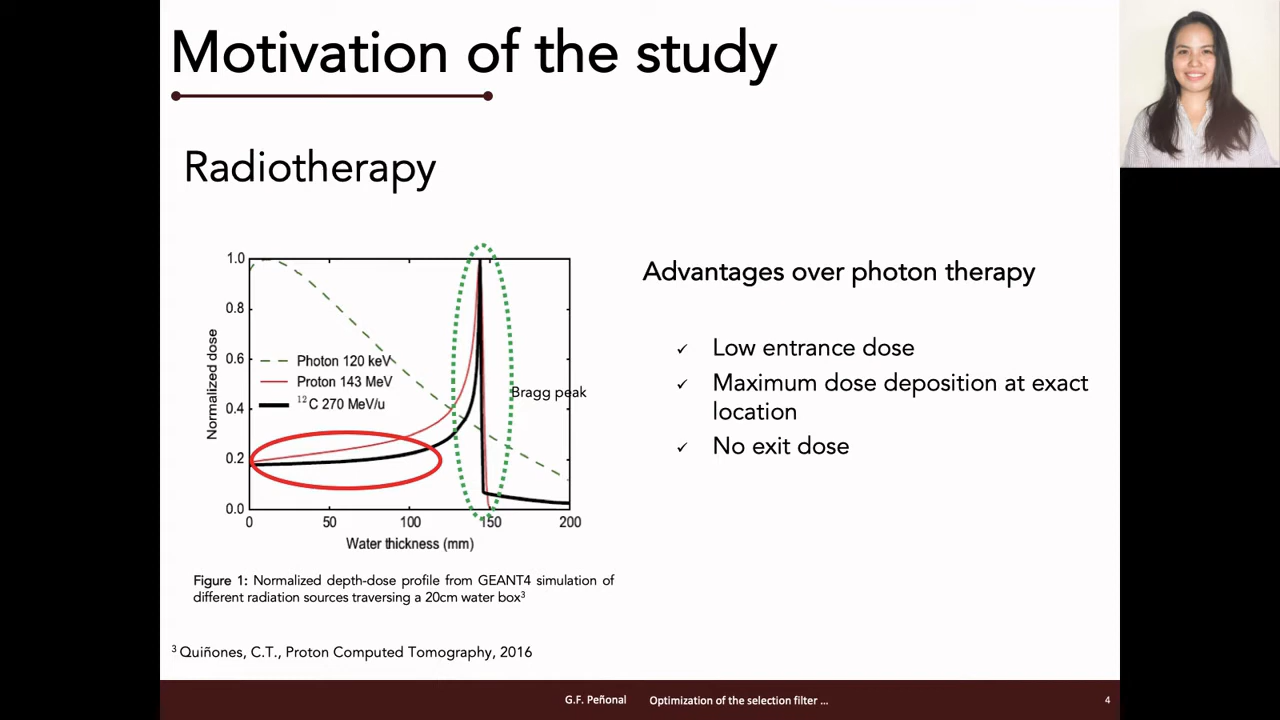 Motivation of the study
Radiotherapy
1.0
0.8
0.6
0.4
0.2
0.0
Normalized dose
Photon 120 keV
Proton 143 MeV
¹²C 270 MeV/u
Bragg peak
0 50 100 150 200
Water thickness (mm)
Figure 1: Normalized depth-dose profile from GEANT4 simulation of
different radiation sources traversing a 20cm water box³
Advantages over photon therapy
✓ Low entrance dose
✓ Maximum dose deposition at exact
location
✓ No exit dose
³ Quiñones, C.T., Proton Computed Tomography, 2016
G.F. Peñonal Optimization of the selection filter ... 4